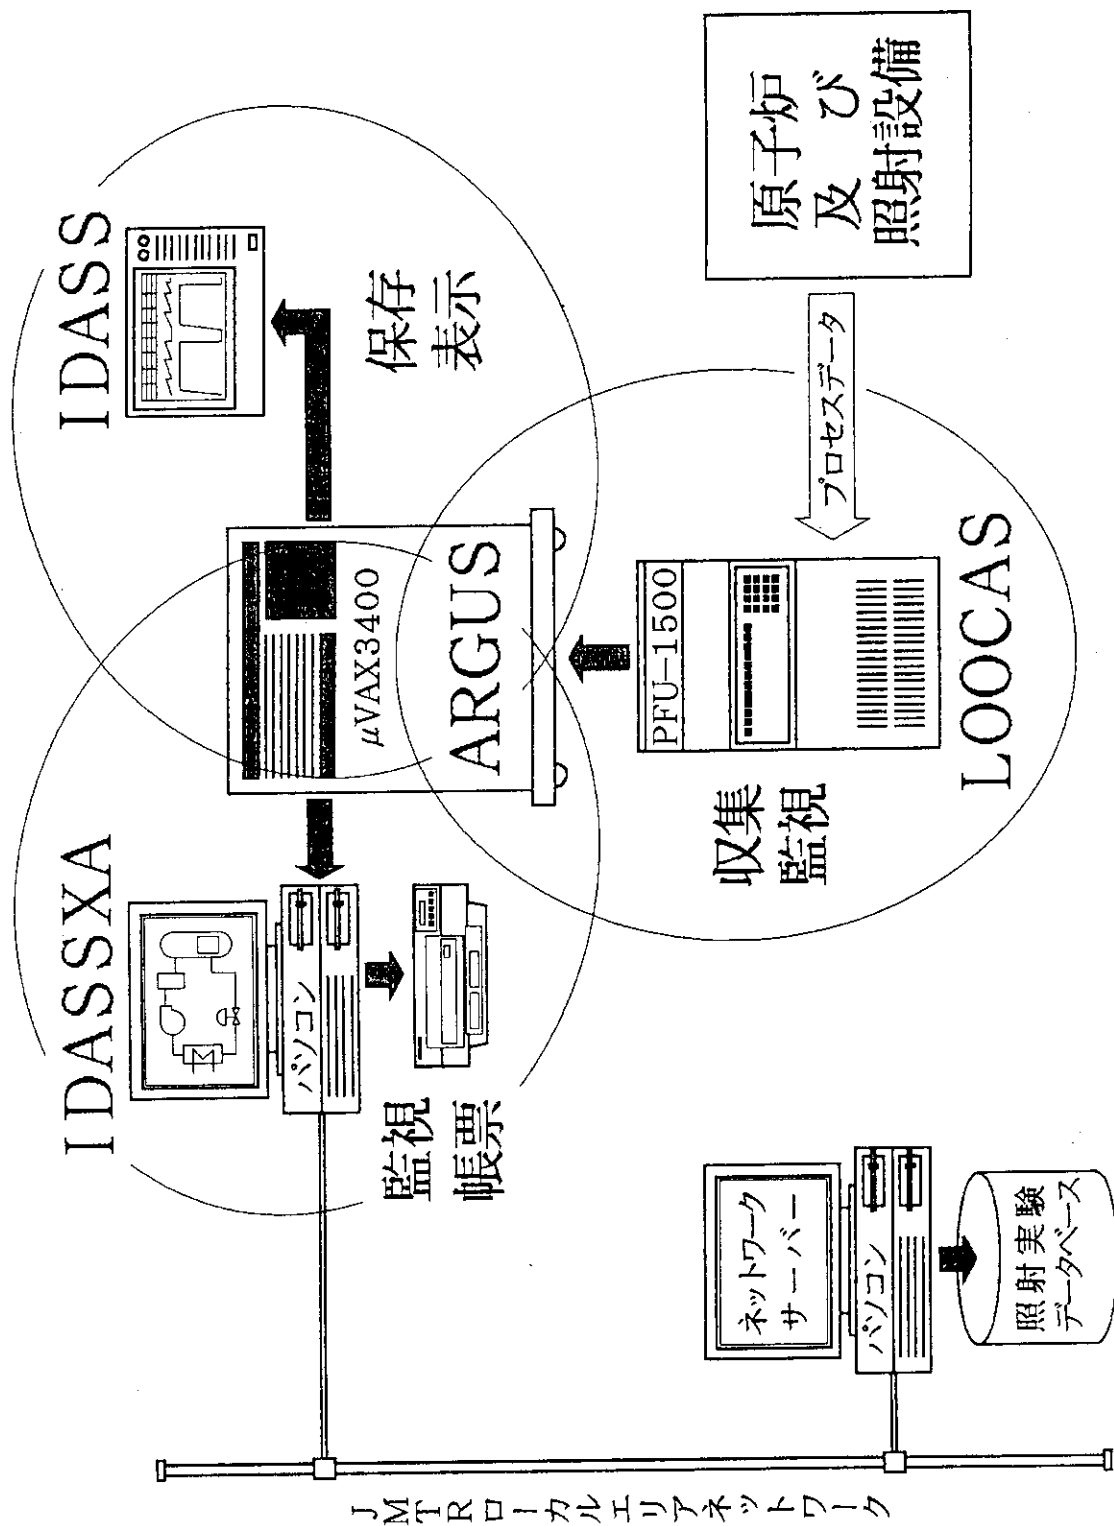 IDASSXA
IDASS
パソコン
監視
帳票
μVAX3400
ARGUS
保存
表示
JMTRローカルエリアネットワーク
ネットワーク
サーバー
パソコン
照射実験
データベース
収集
監視
PFU-1500
LOOCAS
プロセスデータ
原子炉
及び
照射設備